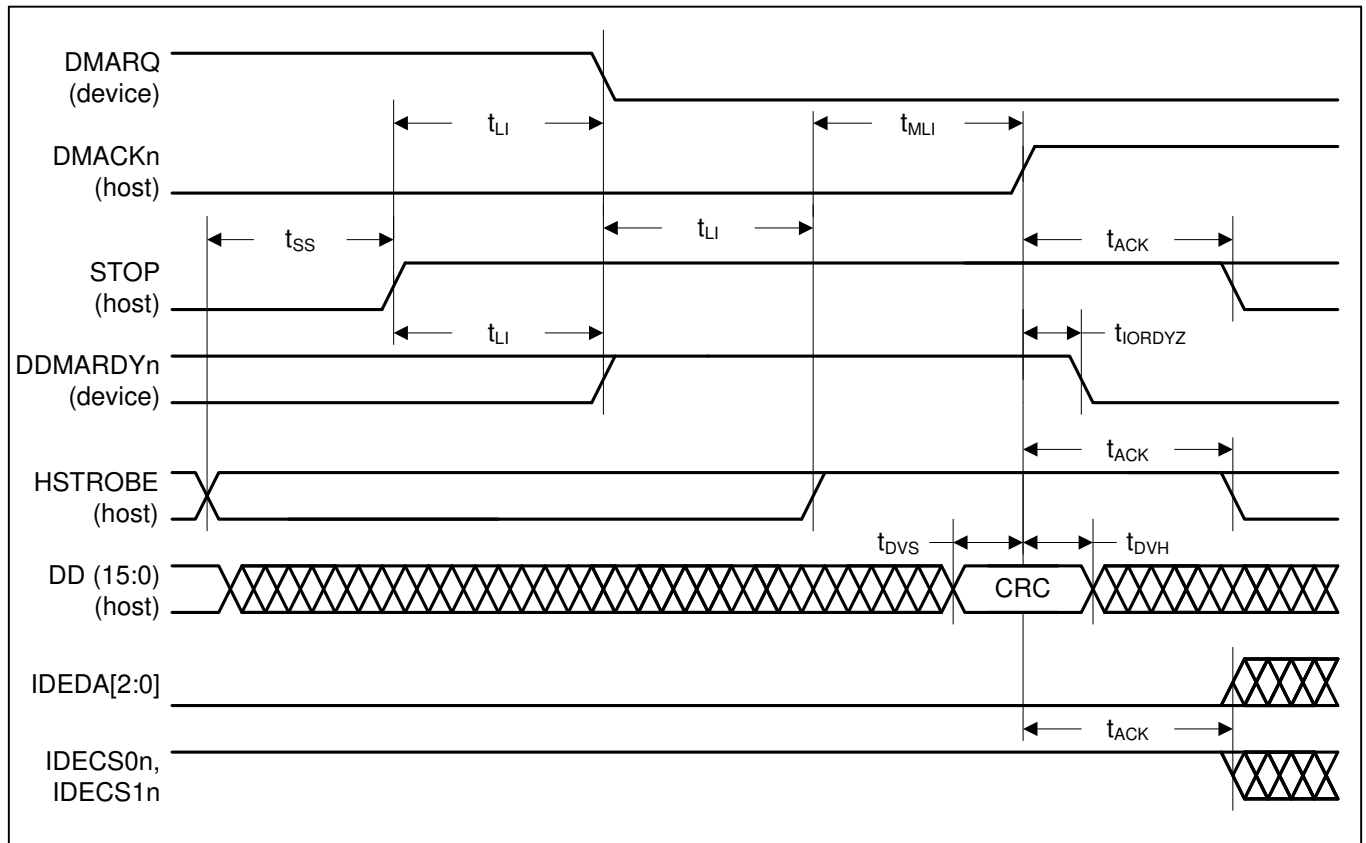 DMARQ
(device)
tLI
tMLI
DMACKn
(host)
tSS
tLI
tACK
STOP
(host)
tLI
tIORDYZ
DDMARDYn
(device)
tACK
HSTROBE
(host)
tDVS
tDVH
DD (15:0)
(host)
CRC
IDEDA[2:0]
tACK
IDECS0n,
IDECS1n